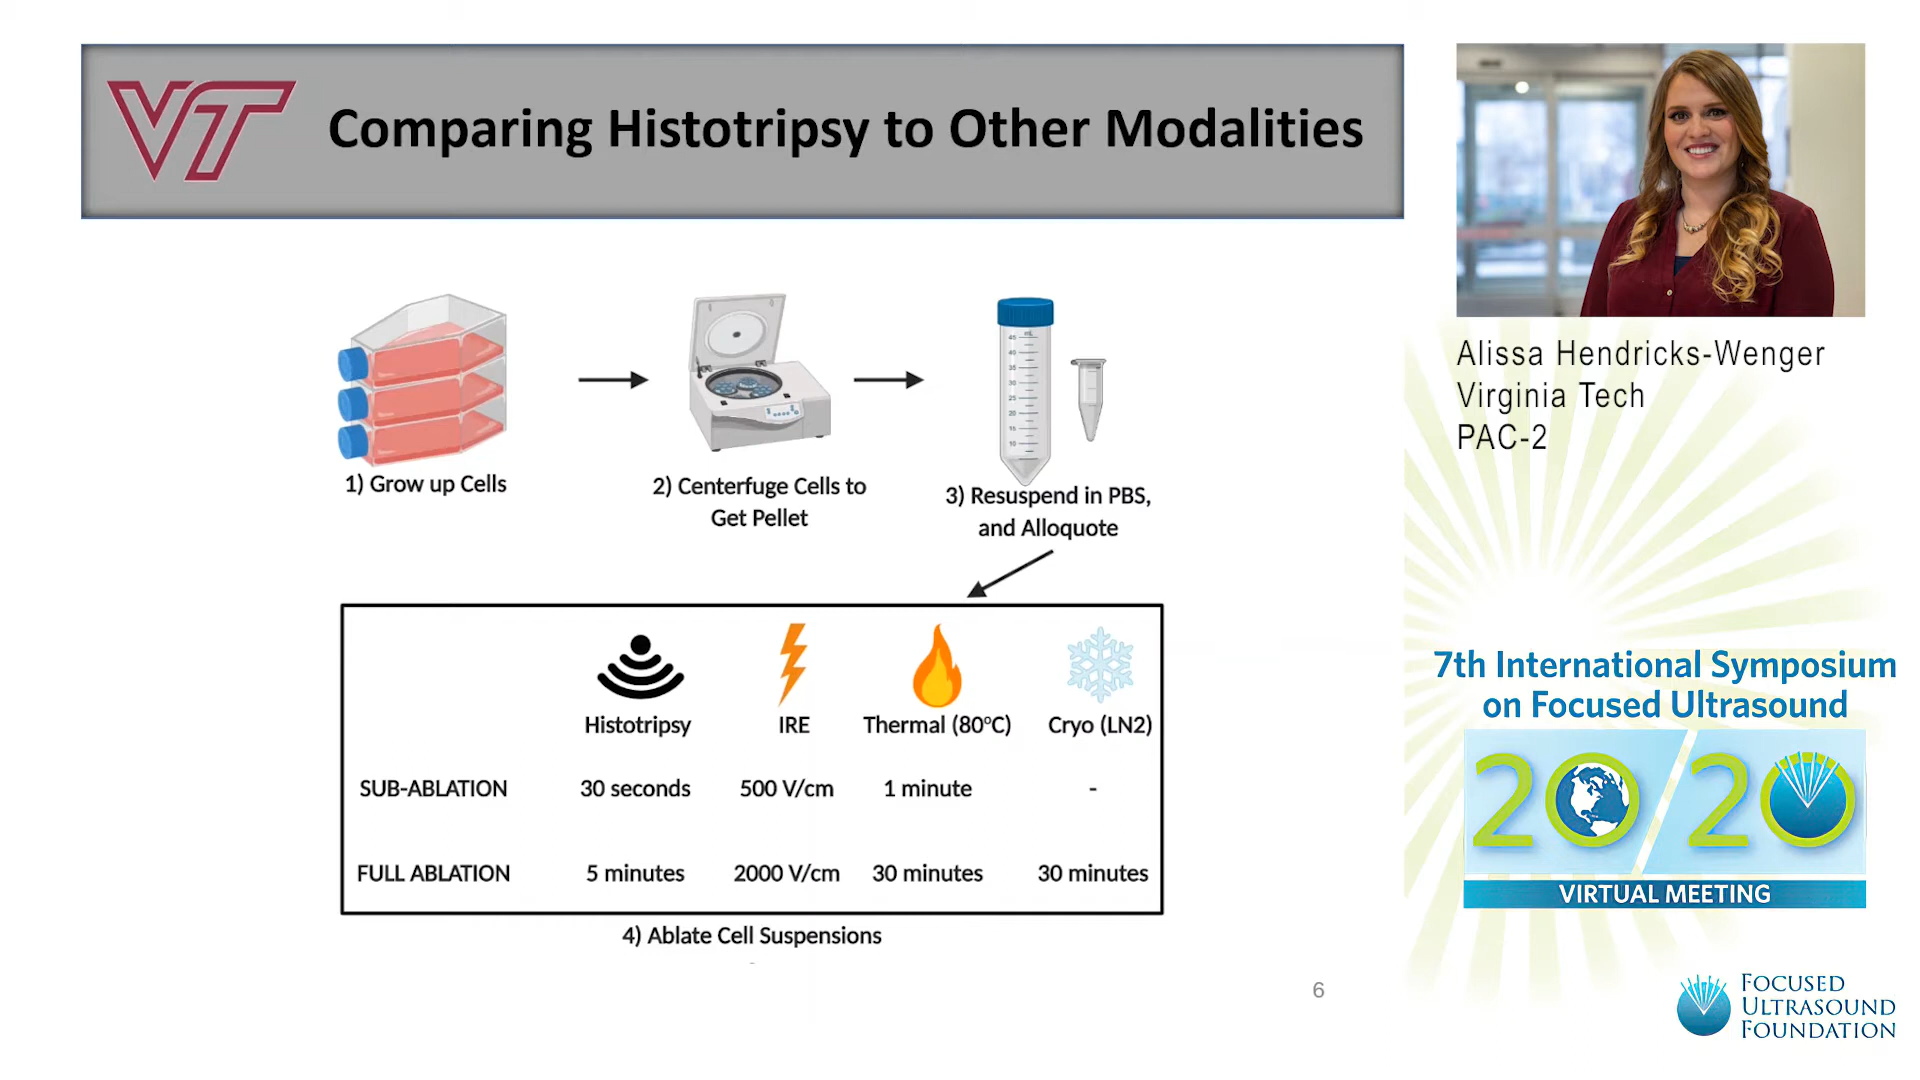 VT
Comparing Histotripsy to Other Modalities
1) Grow up Cells
2) Centerfuge Cells to
Get Pellet
3) Resuspend in PBS,
and Alloquote
Histotripsy IRE Thermal (80°C) Cryo (LN2)
SUB-ABLATION 30 seconds 500 V/cm 1 minute -
FULL ABLATION 5 minutes 2000 V/cm 30 minutes 30 minutes
4) Ablate Cell Suspensions
6
Alissa Hendricks-Wenger
Virginia Tech
PAC-2
7th International Symposium
on Focused Ultrasound
20/20
VIRTUAL MEETING
FOCUSED
ULTRASOUND
FOUNDATION